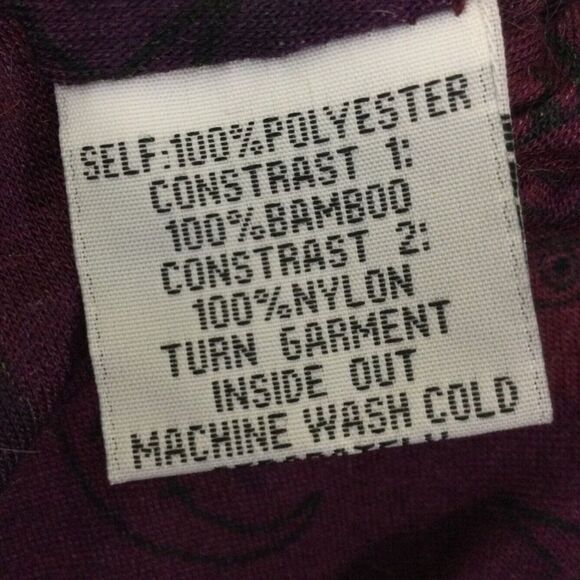 SELF:100%POLYESTER
CONSTRAST 1:
100%BAMBOO
CONSTRAST 2:
100%NYLON
TURN GARMENT
INSIDE OUT
MACHINE WASH COLD